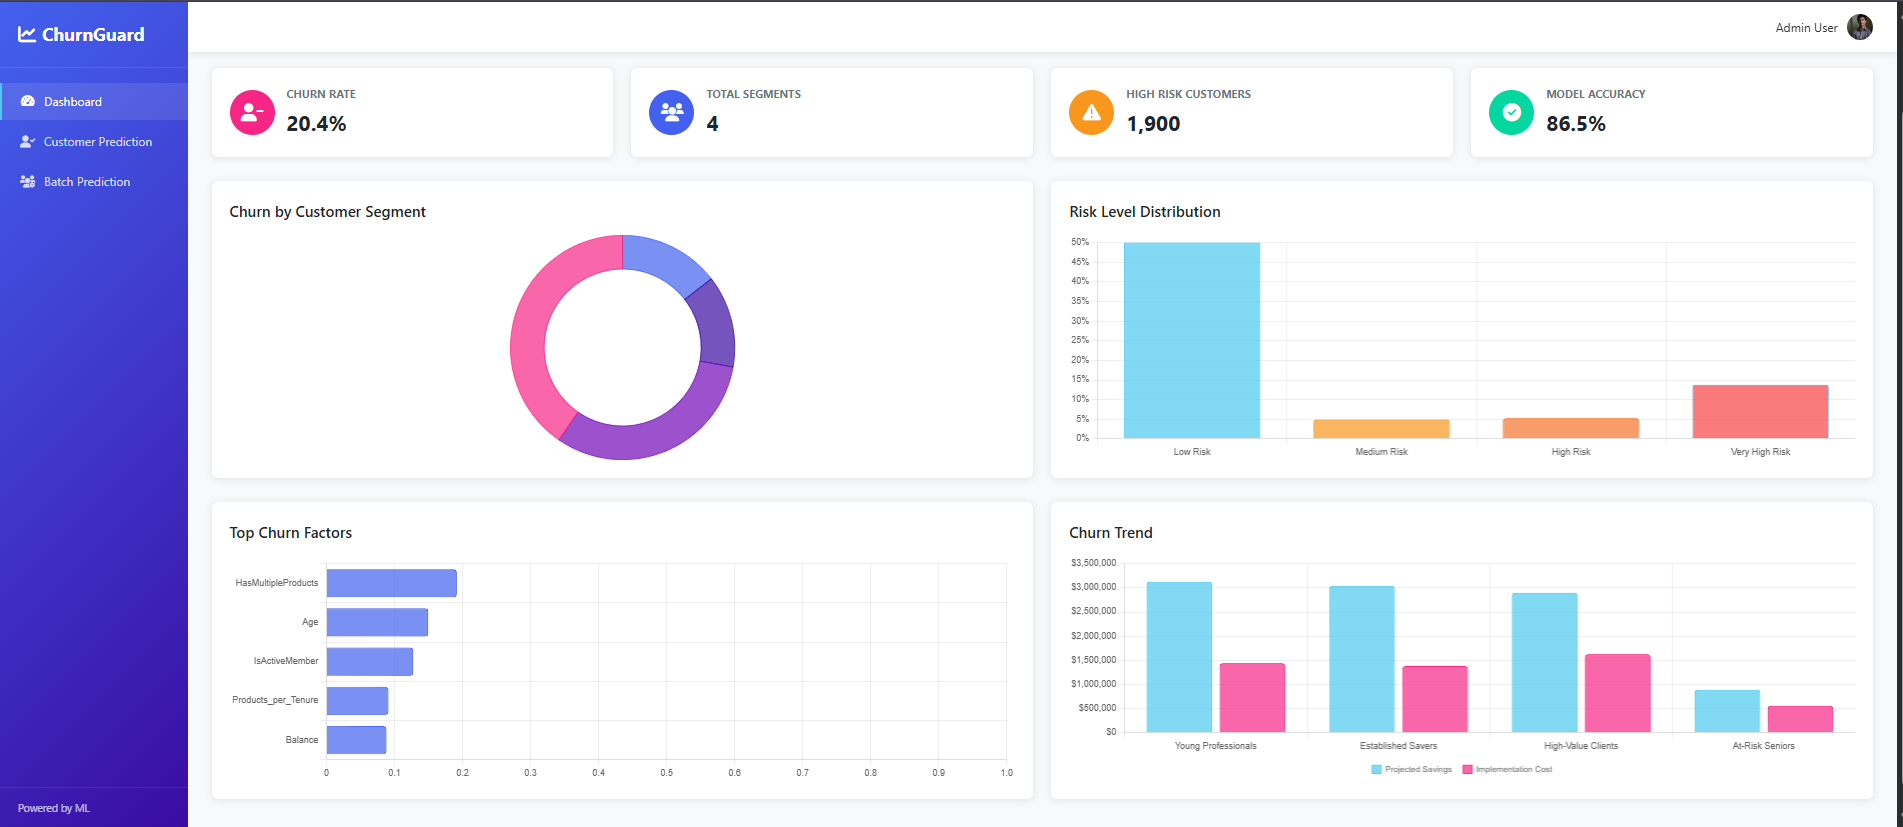 ChurnGuard
Admin User
Dashboard
Customer Prediction
Batch Prediction
CHURN RATE
20.4%
TOTAL SEGMENTS
4
HIGH RISK CUSTOMERS
1,900
MODEL ACCURACY
86.5%
Churn by Customer Segment
Risk Level Distribution
50%
45%
40%
35%
30%
25%
20%
15%
10%
5%
0%
Low Risk Medium Risk High Risk Very High Risk
Top Churn Factors
HasMultipleProducts
Age
IsActiveMember
Products_per_Tenure
Balance
0 0.1 0.2 0.3 0.4 0.5 0.6 0.7 0.8 0.9 1.0
Churn Trend
$3,500,000
$3,000,000
$2,500,000
$2,000,000
$1,500,000
$1,000,000
$500,000
$0
Young Professionals Established Savers High-Value Clients At-Risk Seniors
Projected Savings Implementation Cost
Powered by ML